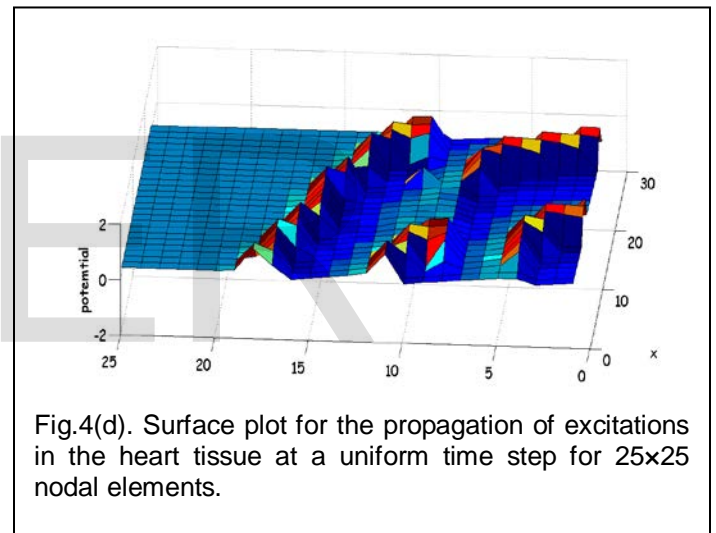 30
20
10
0
x
2
0
-2
potemtial
25
20
15
10
5
0
Fig.4(d). Surface plot for the propagation of excitations
in the heart tissue at a uniform time step for 25×25
nodal elements.